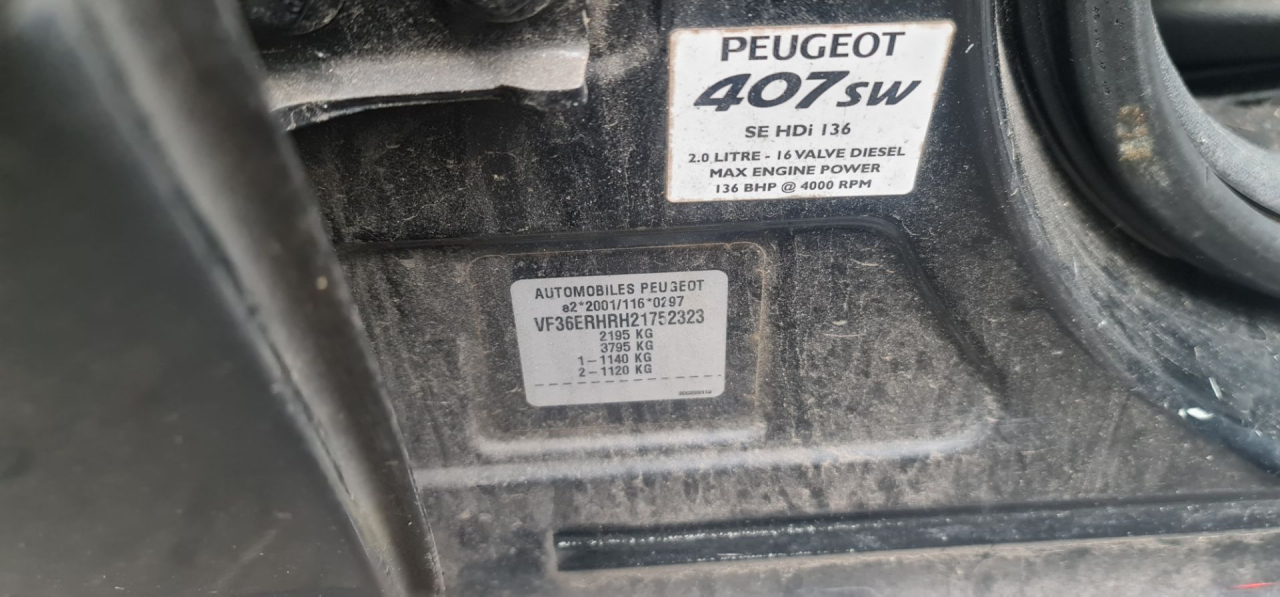 PEUGEOT
407sw
SE HDi 136
2.0 LITRE - 16 VALVE DIESEL
MAX ENGINE POWER
136 BHP @ 4000 RPM
AUTOMOBILES PEUGEOT
e2*2001/116*0297
VF36ERHRH21752323
2195 KG
3795 KG
1-1140 KG
2-1120 KG